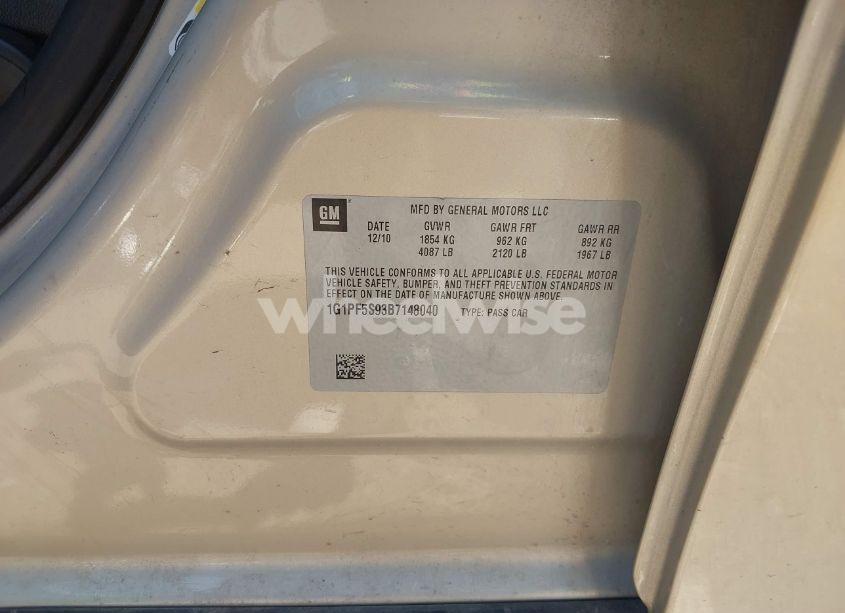 GM
MFD BY GENERAL MOTORS LLC
DATE GVWR GAWR FRT GAWR RR
12/10 1854 KG 962 KG 892 KG
4087 LB 2120 LB 1967 LB
THIS VEHICLE CONFORMS TO ALL APPLICABLE U.S. FEDERAL MOTOR
VEHICLE SAFETY, BUMPER, AND THEFT PREVENTION STANDARDS IN
EFFECT ON THE DATE OF MANUFACTURE SHOWN ABOVE.
1G1PF5S93B7148040 TYPE: PASS CAR
wheelwise